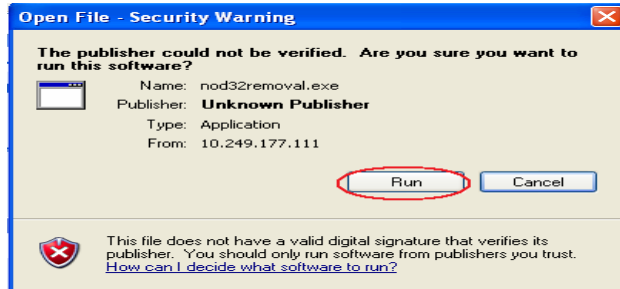 Open File - Security Warning
The publisher could not be verified. Are you sure you want to
run this software?
Name: nod32removal.exe
Publisher: Unknown Publisher
Type: Application
From: 10.249.177.111
Run Cancel
This file does not have a valid digital signature that verifies its
publisher. You should only run software from publishers you trust.
How can I decide what software to run?